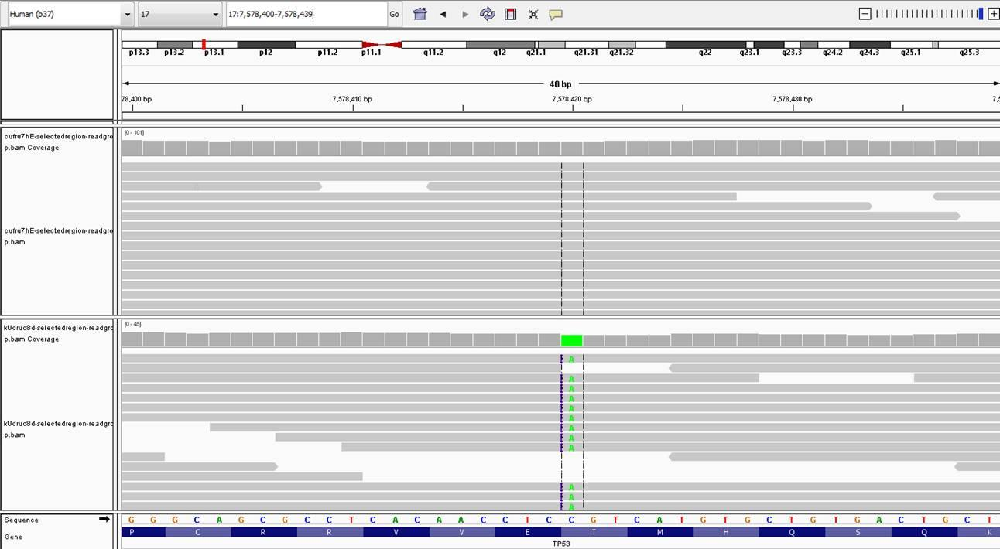 Human (b37) 17 17:7,578,400-7,578,439 Go
p13.3 p13.2 p13.1 p12 p11.2 p11.1 q11.2 q12 q21.1 q21.31 q21.32 q22 q23.1 q23.3 q24.2 q24.3 q25.1 q25.3
40 bp
78,400 bp 7,578,410 bp 7,578,420 bp 7,578,430 bp 7,5
[0 - 101]
cufru7hE-selectedregion-readgro
p.bam Coverage
cufru7hE-selectedregion-readgro
p.bam
[0 - 45]
kUdruc8d-selectedregion-readgro
p.bam Coverage
A
A
A
A
A
A
A
A
A
kUdruc8d-selectedregion-readgro
p.bam
A
A
A
Sequence G G G C A G C G C C T C A C A A C C T C C G T C A T G T G C T G T G A C T G C T
Gene P C R R V V E T M H Q S Q K
TP53